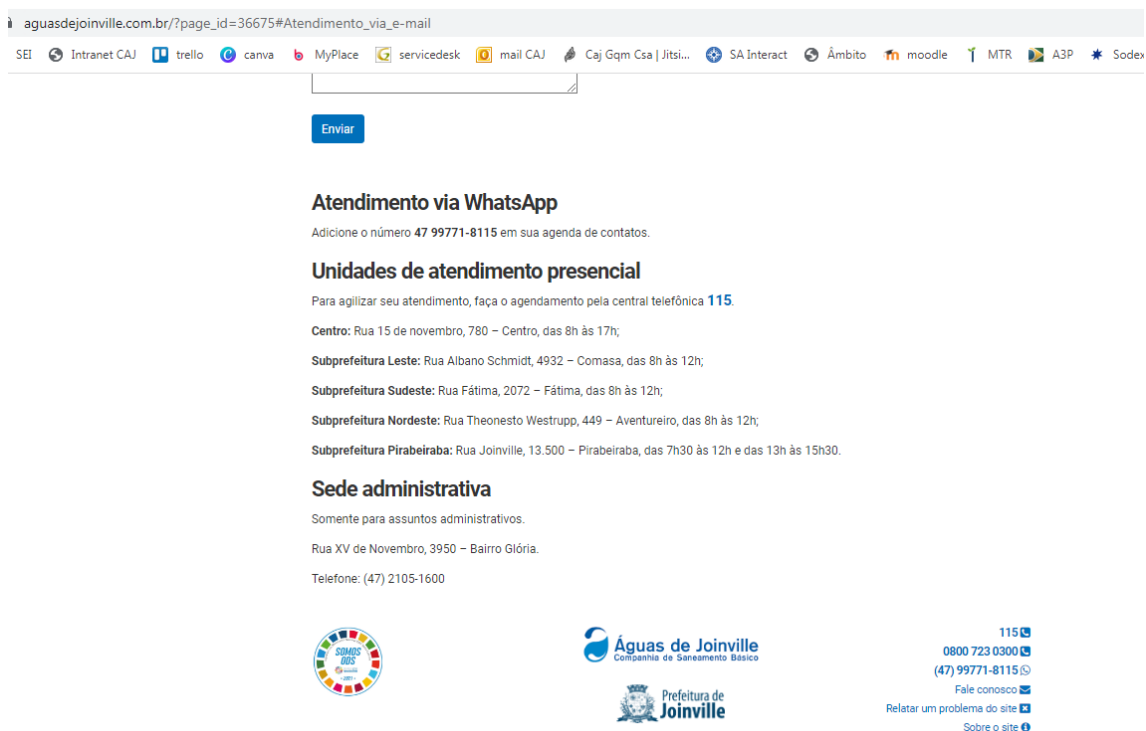 aguasdejoinville.com.br/?page_id=36675#Atendimento_via_e-mail
SEI Intranet CAJ trello canva MyPlace servicedesk mail CAJ Caj Gqm Csa | Jitsi... SA Interact Âmbito moodle MTR A3P Sodex
Enviar
Atendimento via WhatsApp
Adicione o número 47 99771-8115 em sua agenda de contatos.
Unidades de atendimento presencial
Para agilizar seu atendimento, faça o agendamento pela central telefônica 115.
Centro: Rua 15 de novembro, 780 – Centro, das 8h às 17h;
Subprefeitura Leste: Rua Albano Schmidt, 4932 – Comasa, das 8h às 12h;
Subprefeitura Sudeste: Rua Fátima, 2072 – Fátima, das 8h às 12h;
Subprefeitura Nordeste: Rua Theonesto Westrupp, 449 – Aventureiro, das 8h às 12h;
Subprefeitura Pirabeiraba: Rua Joinville, 13.500 – Pirabeiraba, das 7h30 às 12h e das 13h às 15h30.
Sede administrativa
Somente para assuntos administrativos.
Rua XV de Novembro, 3950 – Bairro Glória.
Telefone: (47) 2105-1600
SOMOS
ODS
Águas de Joinville
Companhia de Saneamento Básico
Prefeitura de
Joinville
115
0800 723 0300
(47) 99771-8115
Fale conosco
Relatar um problema do site
Sobre o site